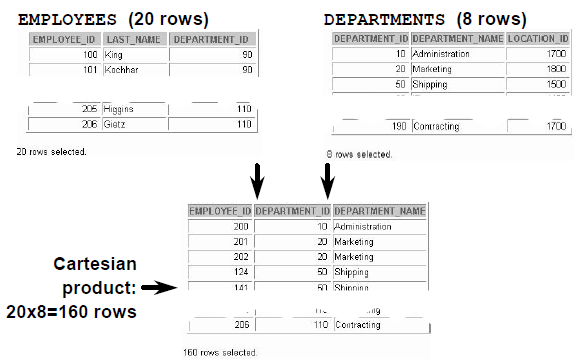 EMPLOYEES (20 rows)
EMPLOYEE_ID LAST_NAME DEPARTMENT_ID
100 King 90
101 Kochhar 90
205 Higgins 110
206 Gietz 110
20 rows selected.
DEPARTMENTS (8 rows)
DEPARTMENT_ID DEPARTMENT_NAME LOCATION_ID
10 Administration 1700
20 Marketing 1800
50 Shipping 1500
190 Contracting 1700
8 rows selected.
EMPLOYEE_ID DEPARTMENT_ID DEPARTMENT_NAME
200 10 Administration
201 20 Marketing
202 20 Marketing
124 50 Shipping
141 50 Shipping
206 110 Contracting
160 rows selected.
Cartesian
product:
20x8=160 rows